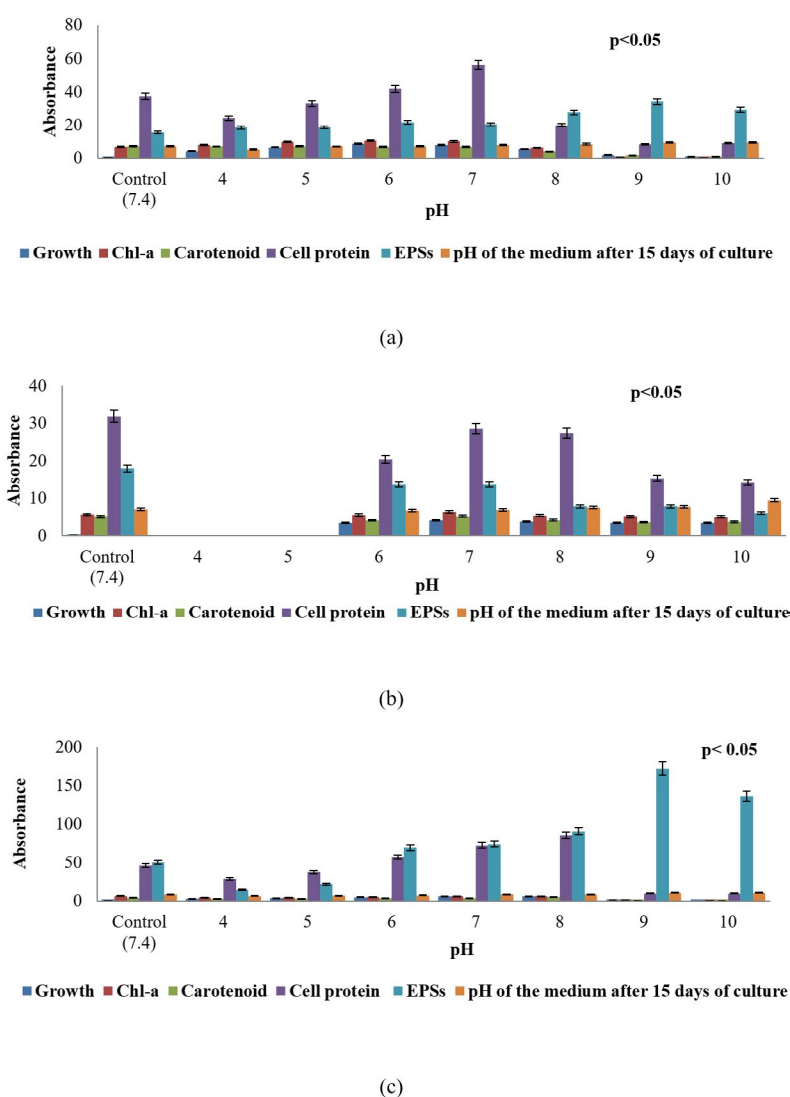 80
60
40
20
0
Absorbance
p<0.05
Control
(7.4)
4
5
6
7
8
9
10
pH
Growth Chl-a Carotenoid Cell protein EPSs pH of the medium after 15 days of culture
(a)
40
30
20
10
0
Absorbance
p<0.05
Control
(7.4)
4
5
6
7
8
9
10
pH
Growth Chl-a Carotenoid Cell protein EPSs pH of the medium after 15 days of culture
(b)
200
150
100
50
0
Absorbance
p< 0.05
Control
(7.4)
4
5
6
7
8
9
10
pH
Growth Chl-a Carotenoid Cell protein EPSs pH of the medium after 15 days of culture
(c)